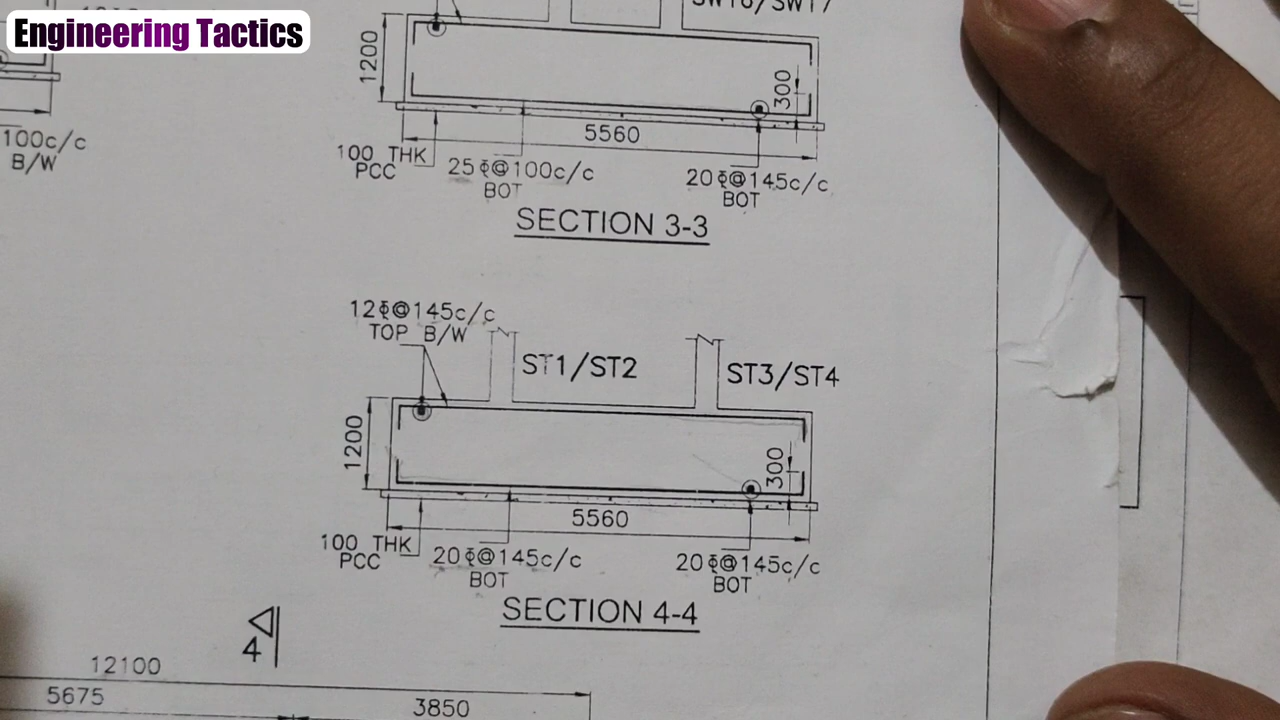 Engineering Tactics
1200
300
5560
100 THK
PCC
25ϕ@100c/c
BOT
20ϕ@145c/c
BOT
SECTION 3-3
100c/c
B/W
12ϕ@145c/c
TOP B/W
ST1/ST2
ST3/ST4
1200
300
5560
100 THK
PCC
20ϕ@145c/c
BOT
20ϕ@145c/c
BOT
SECTION 4-4
4
12100
5675
3850